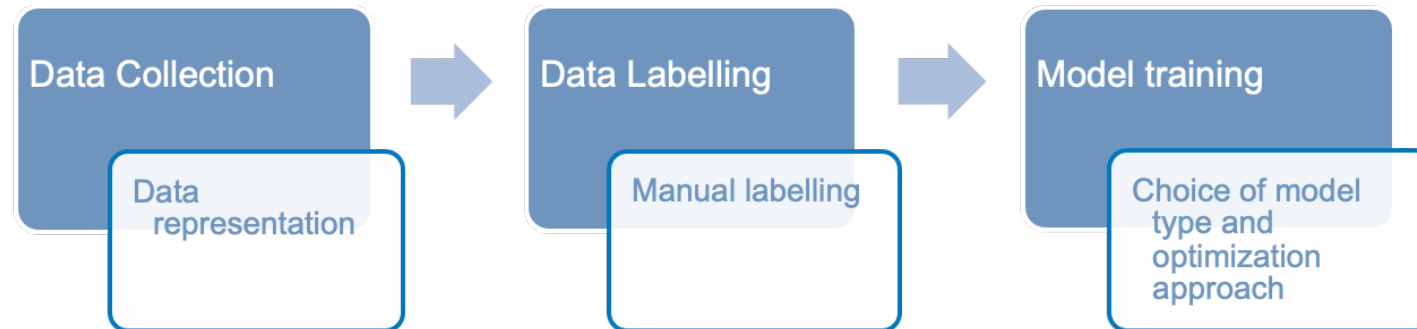 Data Collection
Data
representation
Data Labelling
Manual labelling
Model training
Choice of model
type and
optimization
approach